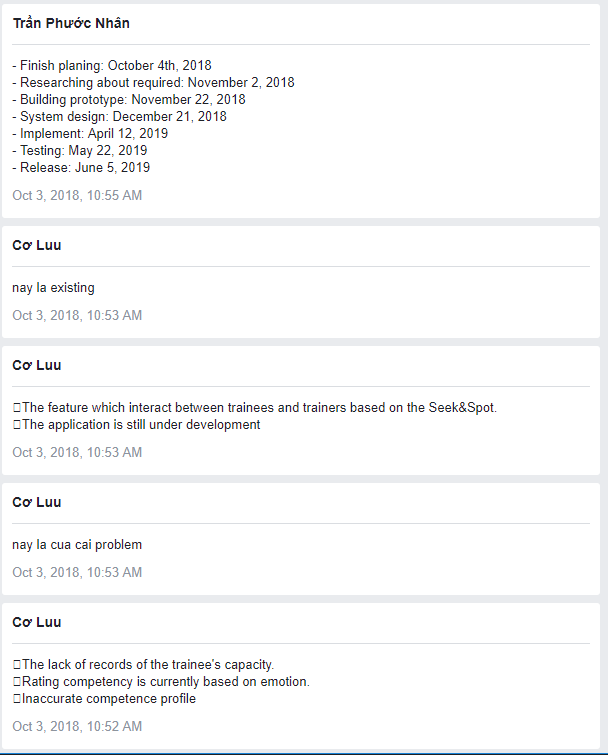 Trần Phước Nhân
- Finish planing: October 4th, 2018
- Researching about required: November 2, 2018
- Building prototype: November 22, 2018
- System design: December 21, 2018
- Implement: April 12, 2019
- Testing: May 22, 2019
- Release: June 5, 2019
Oct 3, 2018, 10:55 AM
Cơ Luu
nay la existing
Oct 3, 2018, 10:53 AM
Cơ Luu
The feature which interact between trainees and trainers based on the Seek&Spot.
The application is still under development
Oct 3, 2018, 10:53 AM
Cơ Luu
nay la cua cai problem
Oct 3, 2018, 10:53 AM
Cơ Luu
The lack of records of the trainee's capacity.
Rating competency is currently based on emotion.
Inaccurate competence profile
Oct 3, 2018, 10:52 AM